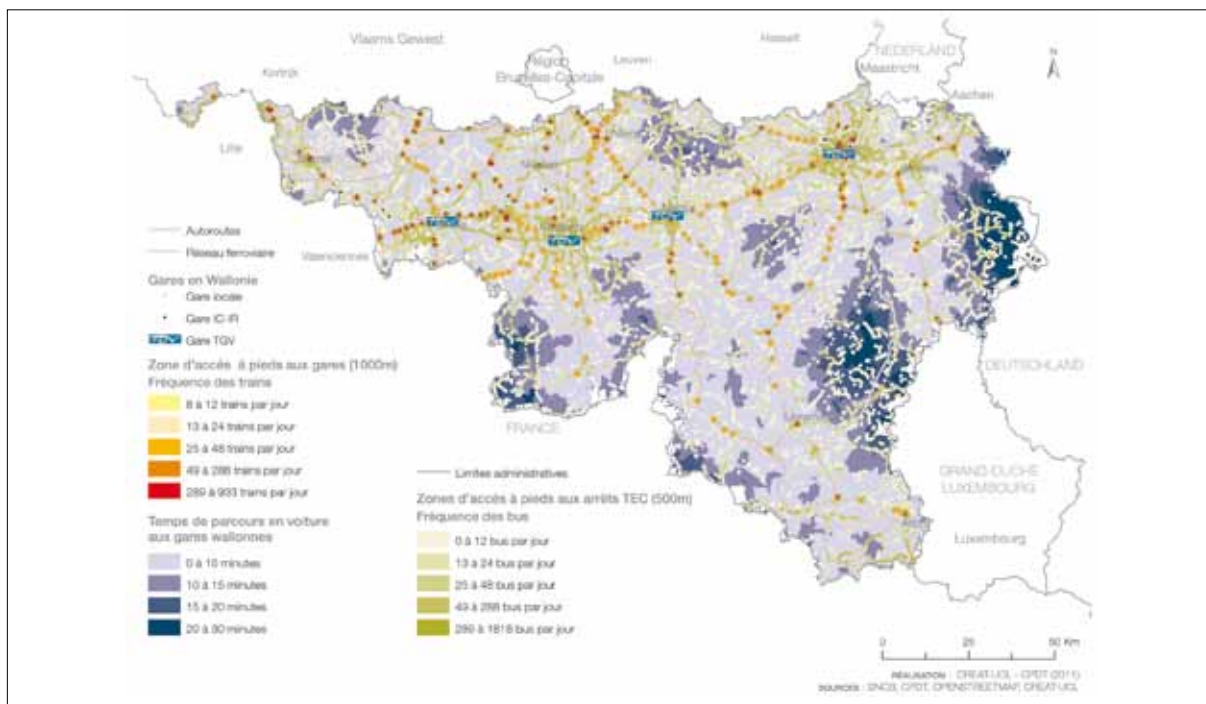 Vlaams Gewest
Hasselt
NEDERLAND
N
Région
Bruxelles-Capitale
Leuven
Maastricht
Kortrijk
Aachen
Lille
TGV
TGV
TGV
TGV
Valenciennes
Autoroutes
Réseau ferroviaire
Gares en Wallonie
Gare locale
Gare IC-IR
TGV Gare TGV
Zone d'accès à pieds aux gares (1000m)
Fréquence des trains
8 à 12 trains par jour
13 à 24 trains par jour
25 à 48 trains par jour
49 à 288 trains par jour
289 à 933 trains par jour
Temps de parcours en voiture
aux gares wallonnes
0 à 10 minutes
10 à 15 minutes
15 à 20 minutes
20 à 30 minutes
FRANCE
DEUTSCHLAND
GRAND-DUCHÉ
LUXEMBOURG
Luxembourg
Limites administratives
Zones d'accès à pieds aux arrêts TEC (500m)
Fréquence des bus
0 à 12 bus par jour
13 à 24 bus par jour
25 à 48 bus par jour
49 à 288 bus par jour
289 à 1818 bus par jour
0 25 50 Km
RÉALISATION : CREAT-UCL - CPDT (2011)
SOURCES : SNCB, CPDT, OPENSTREETMAP, CREAT-UCL